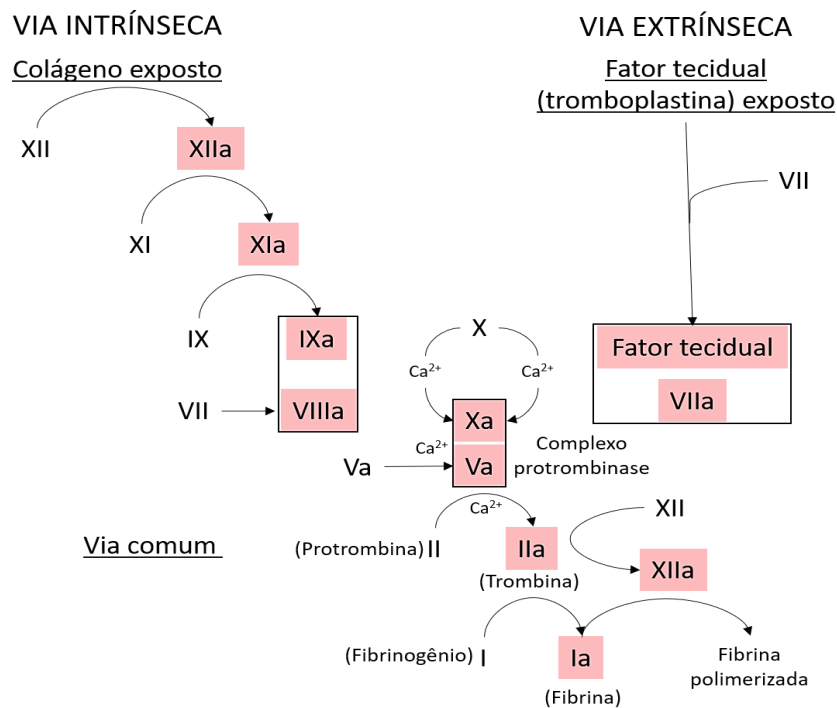 VIA INTRÍNSECA
VIA EXTRÍNSECA
Colágeno exposto
Fator tecidual
(tromboplastina) exposto
XII
XIIa
VII
XI
XIa
IX
IXa
X
Fator tecidual
Ca²⁺
Ca²⁺
VII
VIIIa
Xa
VIIa
Ca²⁺
Complexo
protrombinase
Va
Va
Ca²⁺
XII
Via comum
(Protrombina) II
IIa
(Trombina)
XIIa
(Fibrinogênio) I
Ia
(Fibrina)
Fibrina
polimerizada